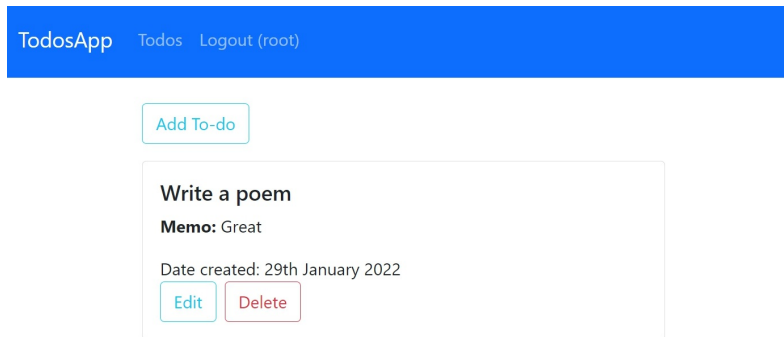 TodosApp Todos Logout (root)
Add To-do
Write a poem
Memo: Great
Date created: 29th January 2022
Edit Delete